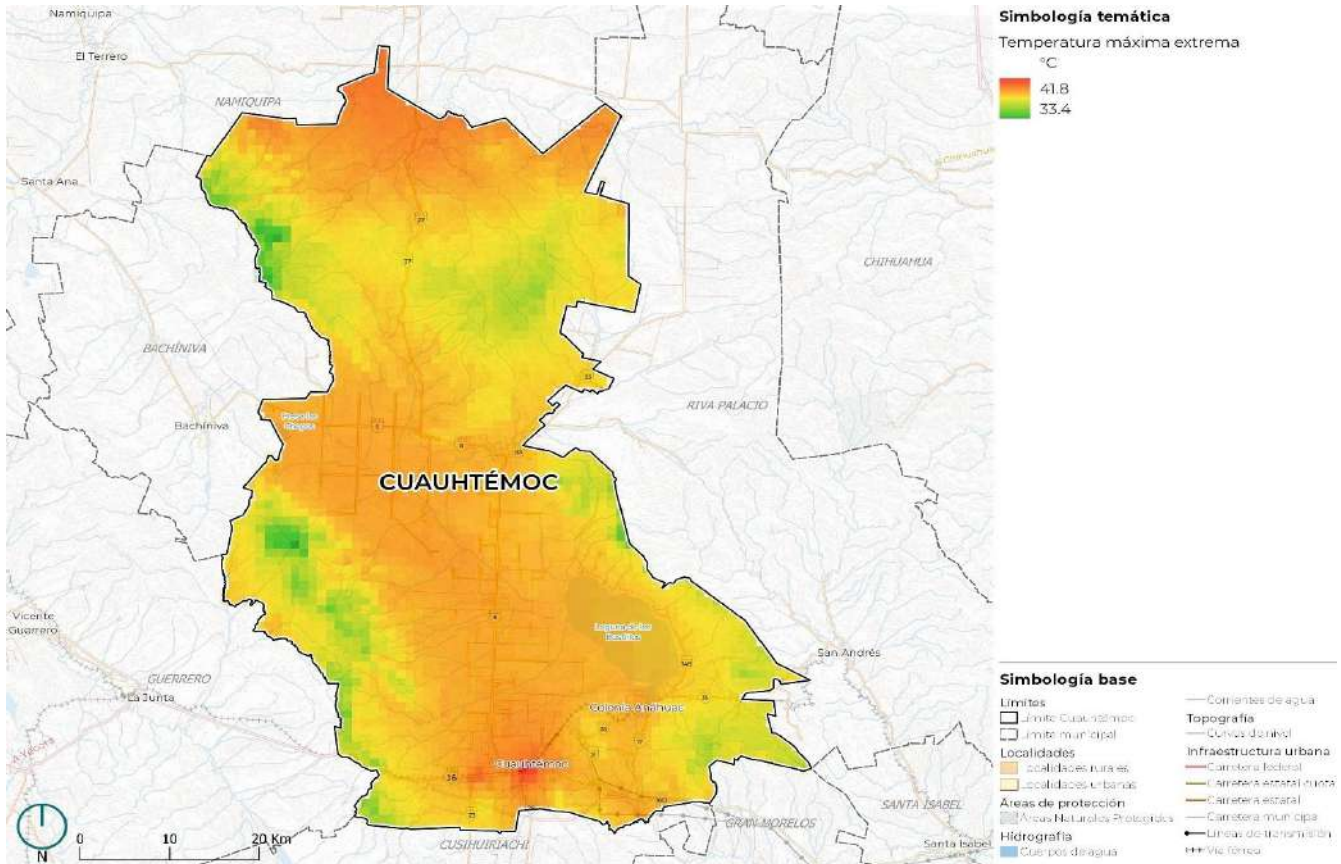 Namiquipa
El Terrero
NAMIQUIPA
Santa Ana
Chihuahua
CHIHUAHUA
BACHÍNIVA
Bachíniva
RIVA PALACIO
CUAUHTÉMOC
Laguna de los
Vicente
Guerrero
GUERRERO
La Junta
San Andrés
Colonia Anáhuac
Cuauhtémoc
SANTA ISABEL
GRAN MORELOS
Santa Isabel
CUSIHUIRIACHI
N
0 10 20 Km
Simbología temática
Temperatura máxima extrema
°C
41.8
33.4
Simbología base
Límites
Límite Cuauhtémoc
Límite municipal
Localidades
Localidades rurales
Localidades urbanas
Áreas de protección
Áreas Naturales Protegidas
Hidrografía
Cuerpos de agua
Corrientes de agua
Topografía
Curvas de nivel
Infraestructura urbana
Carretera federal
Carretera estatal cuota
Carretera estatal
Carretera municipal
Líneas de transmisión
Vía férrea